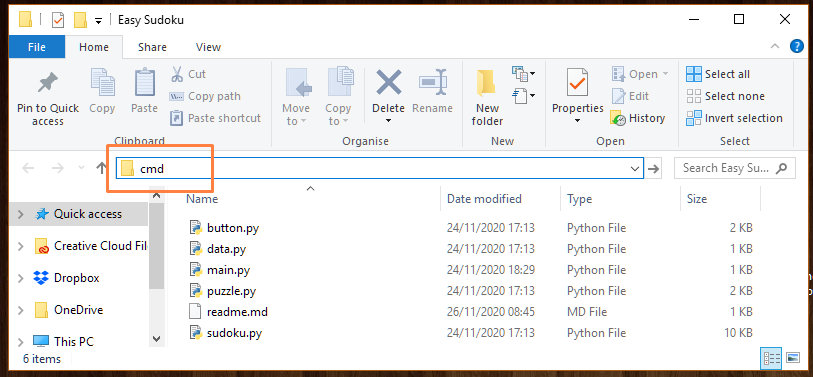 Easy Sudoku
File Home Share View
Pin to Quick access
Copy
Paste
Cut
Copy path
Paste shortcut
Clipboard
Move to
Copy to
Delete
Rename
Organise
New folder
New
Properties
Open
Edit
History
Open
Select all
Select none
Invert selection
Select
cmd
Search Easy Su...
Name Date modified Type Size
Quick access
Creative Cloud Fil
Dropbox
OneDrive
This PC
button.py 24/11/2020 17:13 Python File 2 KB
data.py 24/11/2020 17:13 Python File 1 KB
main.py 24/11/2020 18:29 Python File 1 KB
puzzle.py 24/11/2020 17:13 Python File 2 KB
readme.md 26/11/2020 08:45 MD File 1 KB
sudoku.py 24/11/2020 17:13 Python File 10 KB
6 items